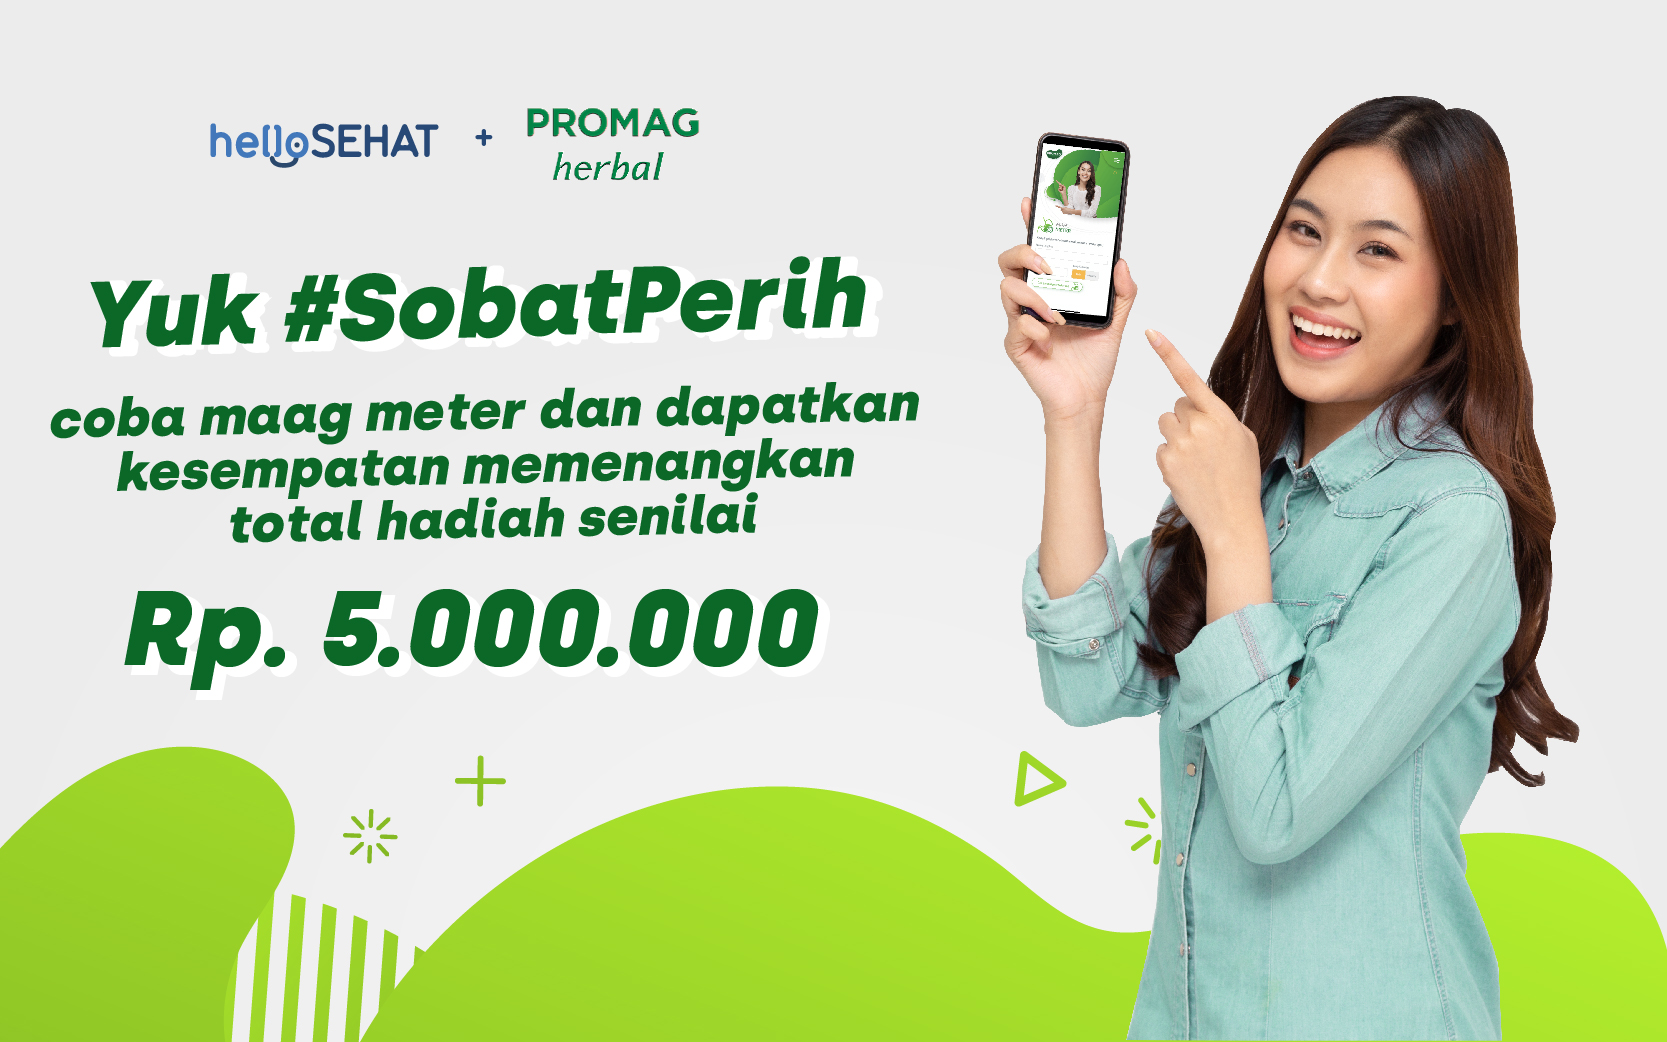 helloSEHAT + PROMAG
herbal
Yuk #SobatPerih
coba maag meter dan dapatkan
kesempatan memenangkan
total hadiah senilai
Rp. 5.000.000